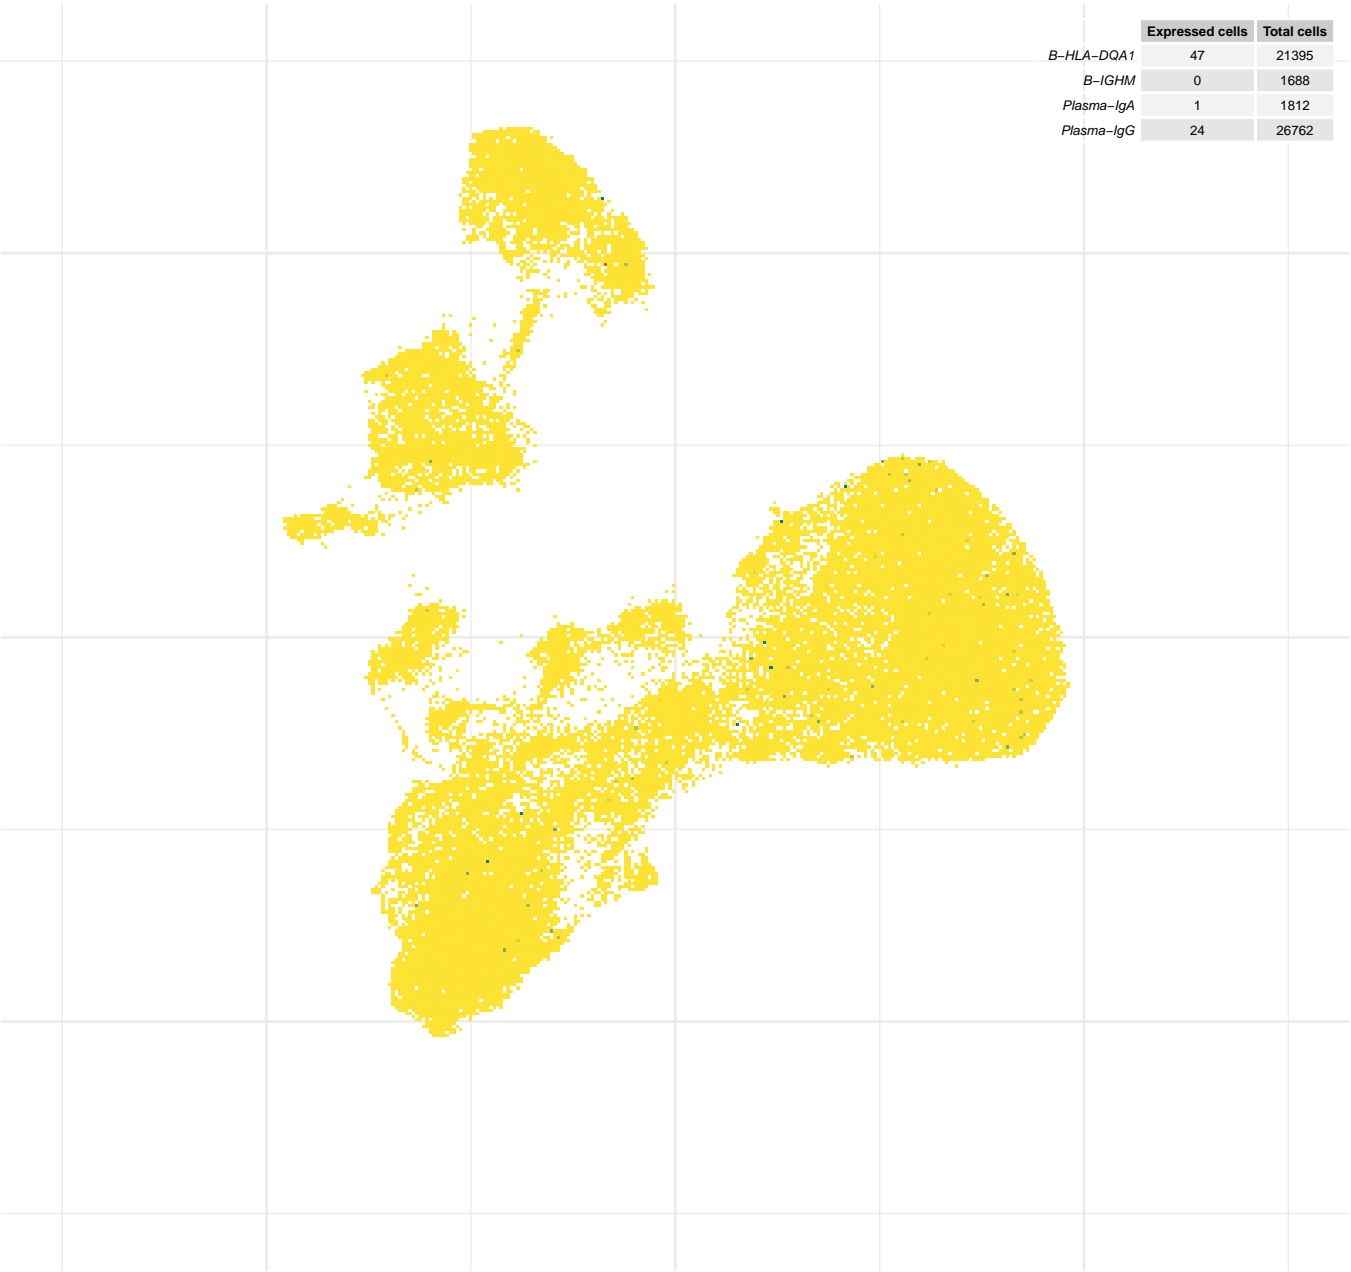 Expressed cells Total cells
B−HLA−DQA1 47 21395
B−IGHM 0 1688
Plasma−IgA 1 1812
Plasma−IgG 24 26762